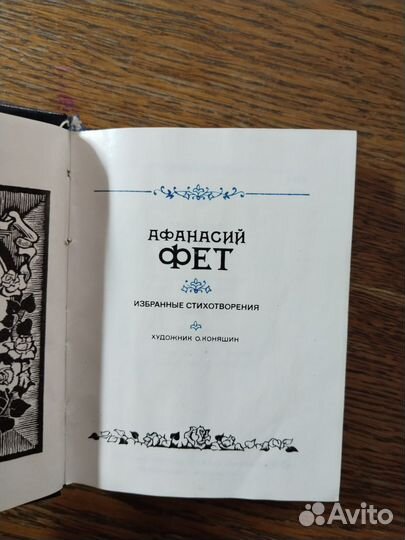 АФАНАСИЙ
ФЕТ
ИЗБРАННЫЕ СТИХОТВОРЕНИЯ
ХУДОЖНИК О.КОНЯШИН
Avito